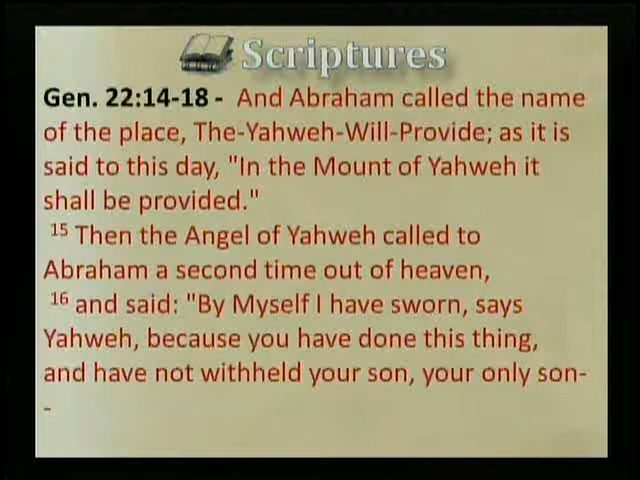 Scriptures
Gen. 22:14-18 -  And Abraham called the name
of the place, The-Yahweh-Will-Provide; as it is
said to this day, "In the Mount of Yahweh it
shall be provided."
15 Then the Angel of Yahweh called to
Abraham a second time out of heaven,
16 and said: "By Myself I have sworn, says
Yahweh, because you have done this thing,
and have not withheld your son, your only son-
-